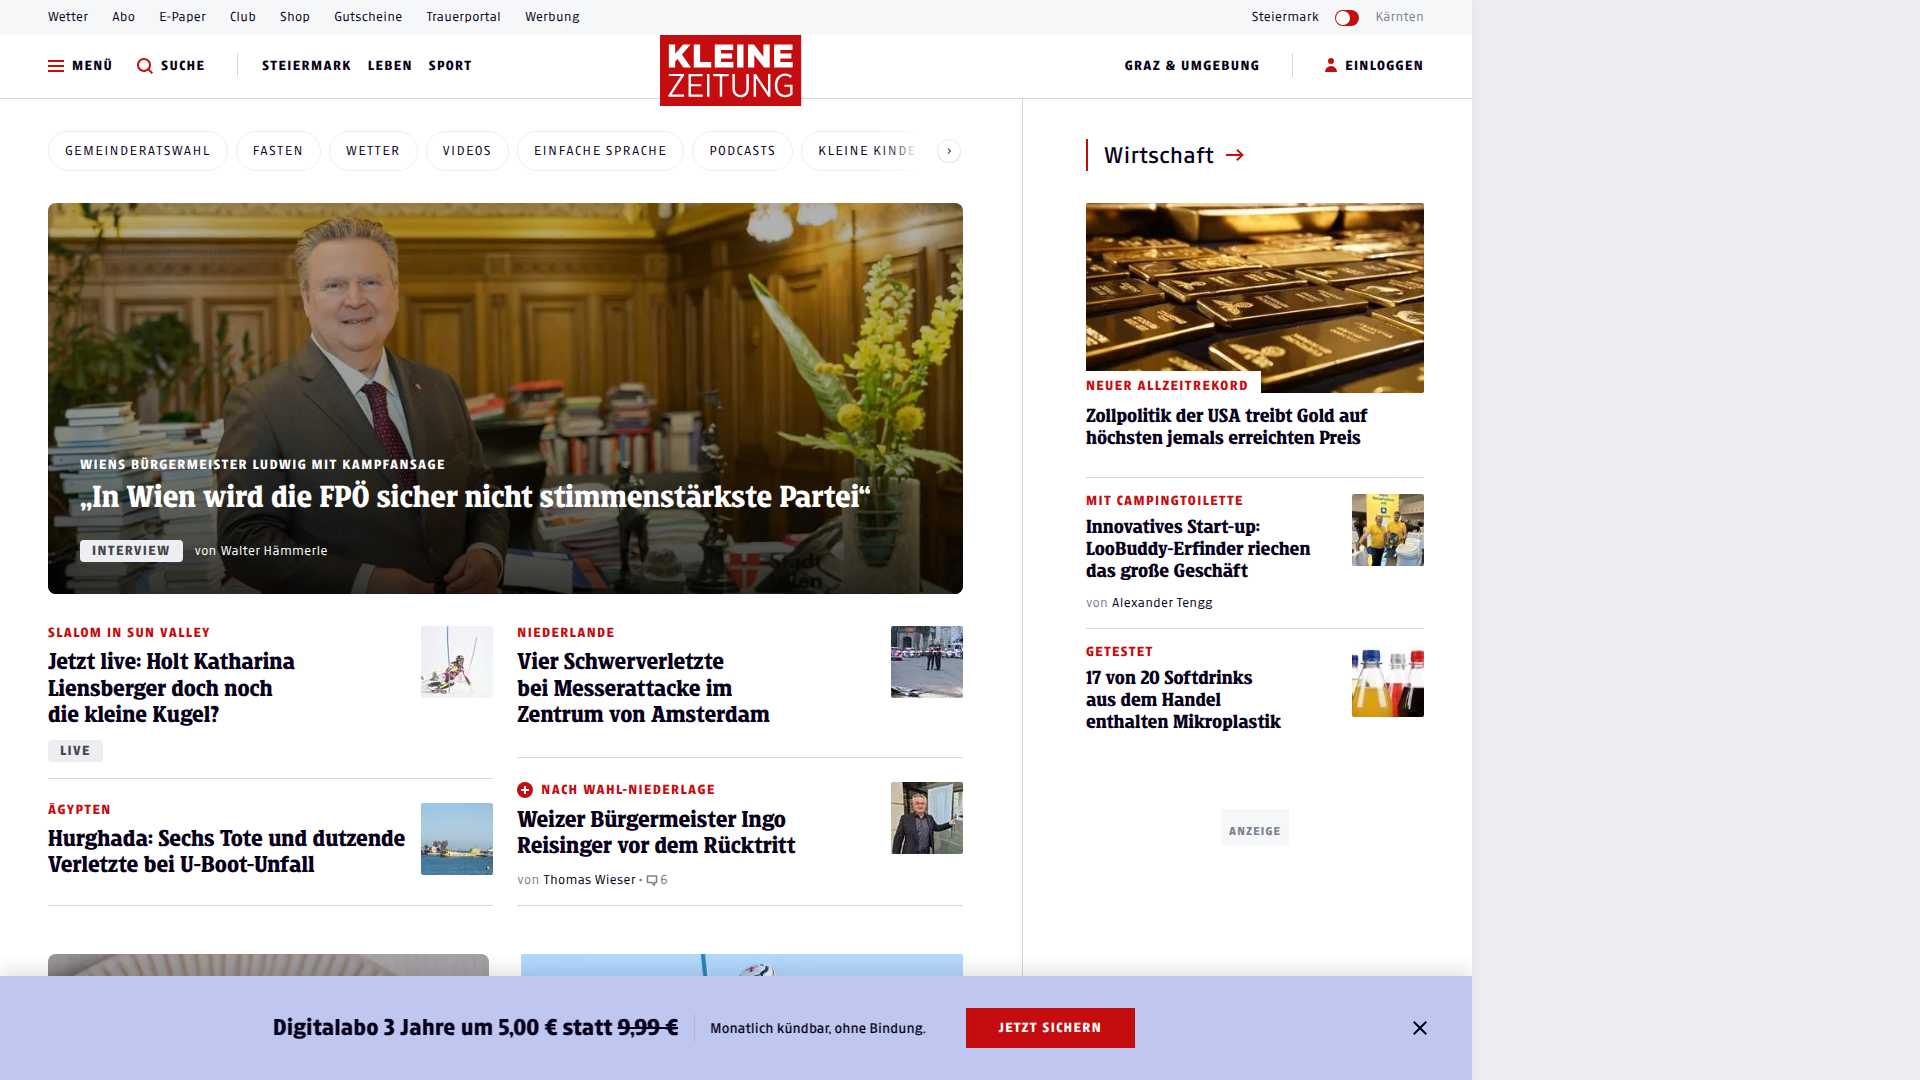 Wetter Abo E-Paper Club Shop Gutscheine Trauerportal Werbung Steiermark Kärnten
MENÜ SUCHE STEIERMARK LEBEN SPORT
KLEINE
ZEITUNG
GRAZ & UMGEBUNG EINLOGGEN
GEMEINDERATSWAHL FASTEN WETTER VIDEOS EINFACHE SPRACHE PODCASTS KLEINE KINDE
WIENS BÜRGERMEISTER LUDWIG MIT KAMPFANSAGE
„In Wien wird die FPÖ sicher nicht stimmenstärkste Partei“
INTERVIEW von Walter Hämmerle
Stadt
Wien
SLALOM IN SUN VALLEY
Jetzt live: Holt Katharina
Liensberger doch noch
die kleine Kugel?
LIVE
ÄGYPTEN
Hurghada: Sechs Tote und dutzende
Verletzte bei U-Boot-Unfall
NIEDERLANDE
Vier Schwerverletzte
bei Messerattacke im
Zentrum von Amsterdam
NACH WAHL-NIEDERLAGE
Weizer Bürgermeister Ingo
Reisinger vor dem Rücktritt
von Thomas Wieser • 6
Wirtschaft
NEUER ALLZEITREKORD
Zollpolitik der USA treibt Gold auf
höchsten jemals erreichten Preis
MIT CAMPINGTOILETTE
Innovatives Start-up:
LooBuddy-Erfinder riechen
das große Geschäft
von Alexander Tengg
GETESTET
17 von 20 Softdrinks
aus dem Handel
enthalten Mikroplastik
ANZEIGE
Digitalabo 3 Jahre um 5,00 € statt 9,99 € Monatlich kündbar, ohne Bindung. JETZT SICHERN